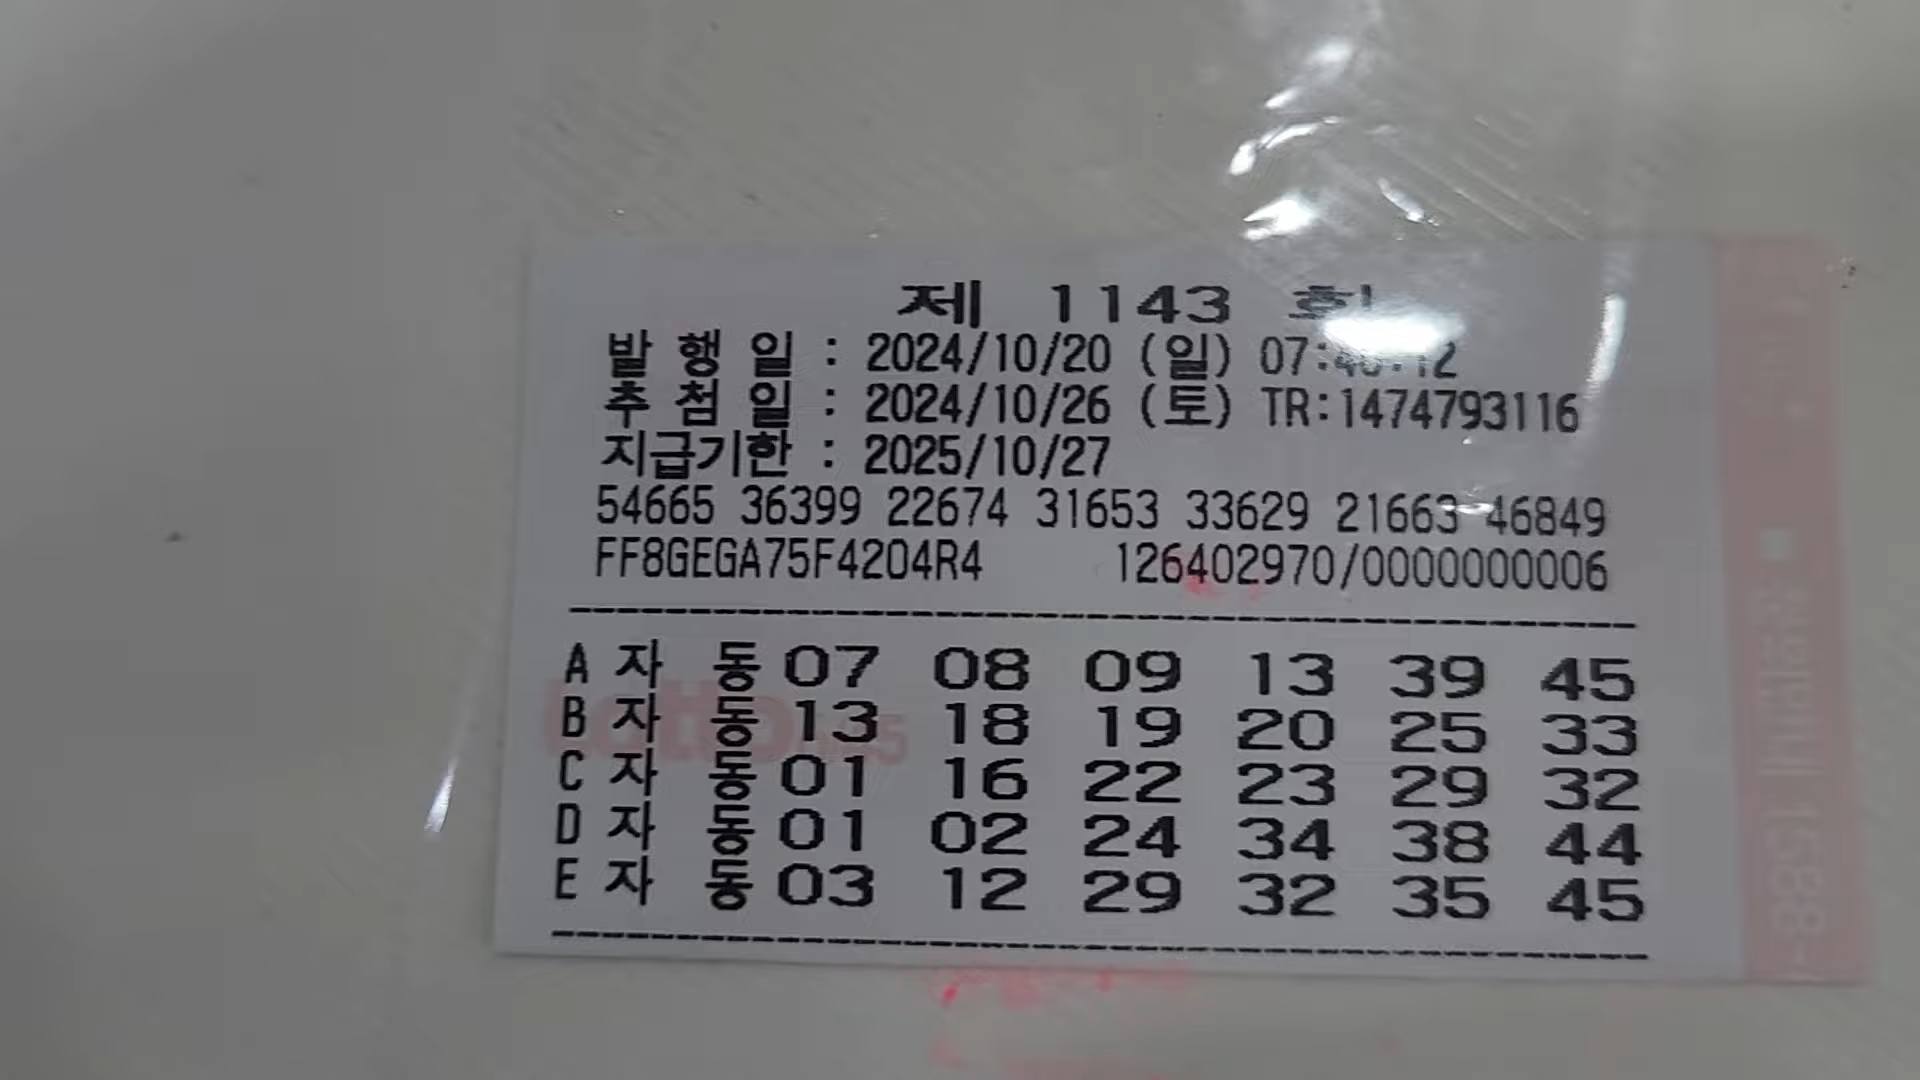 제 1143 회
발 행 일 : 2024/10/20 (일) 07:40:12
추 첨 일 : 2024/10/26 (토) TR:1474793116
지급기한 : 2025/10/27
54665 36399 22674 31653 33629 21663 46849
FF8GEGA75F4204R4 126402970/0000000006
A 자 동 07 08 09 13 39 45
B 자 동 13 18 19 20 25 33
C 자 동 01 16 22 23 29 32
D 자 동 01 02 24 34 38 44
E 자 동 03 12 29 32 35 45